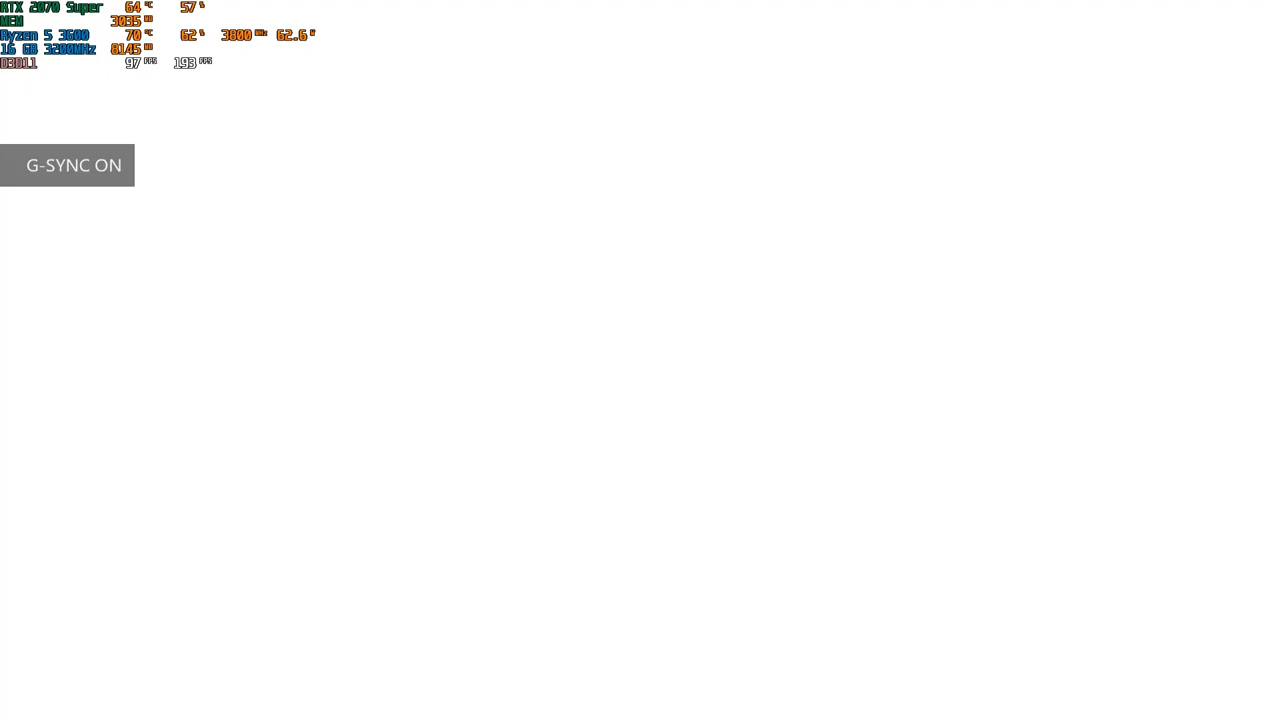 RTX 2070 Super 64 °C 57 %
MEM 3035 MB
Ryzen 5 3600 70 °C 62 % 3800 MHz 62.6 W
16 GB 3200MHz 8145 MB
D3D11 97 FPS 193 FPS
G-SYNC ON